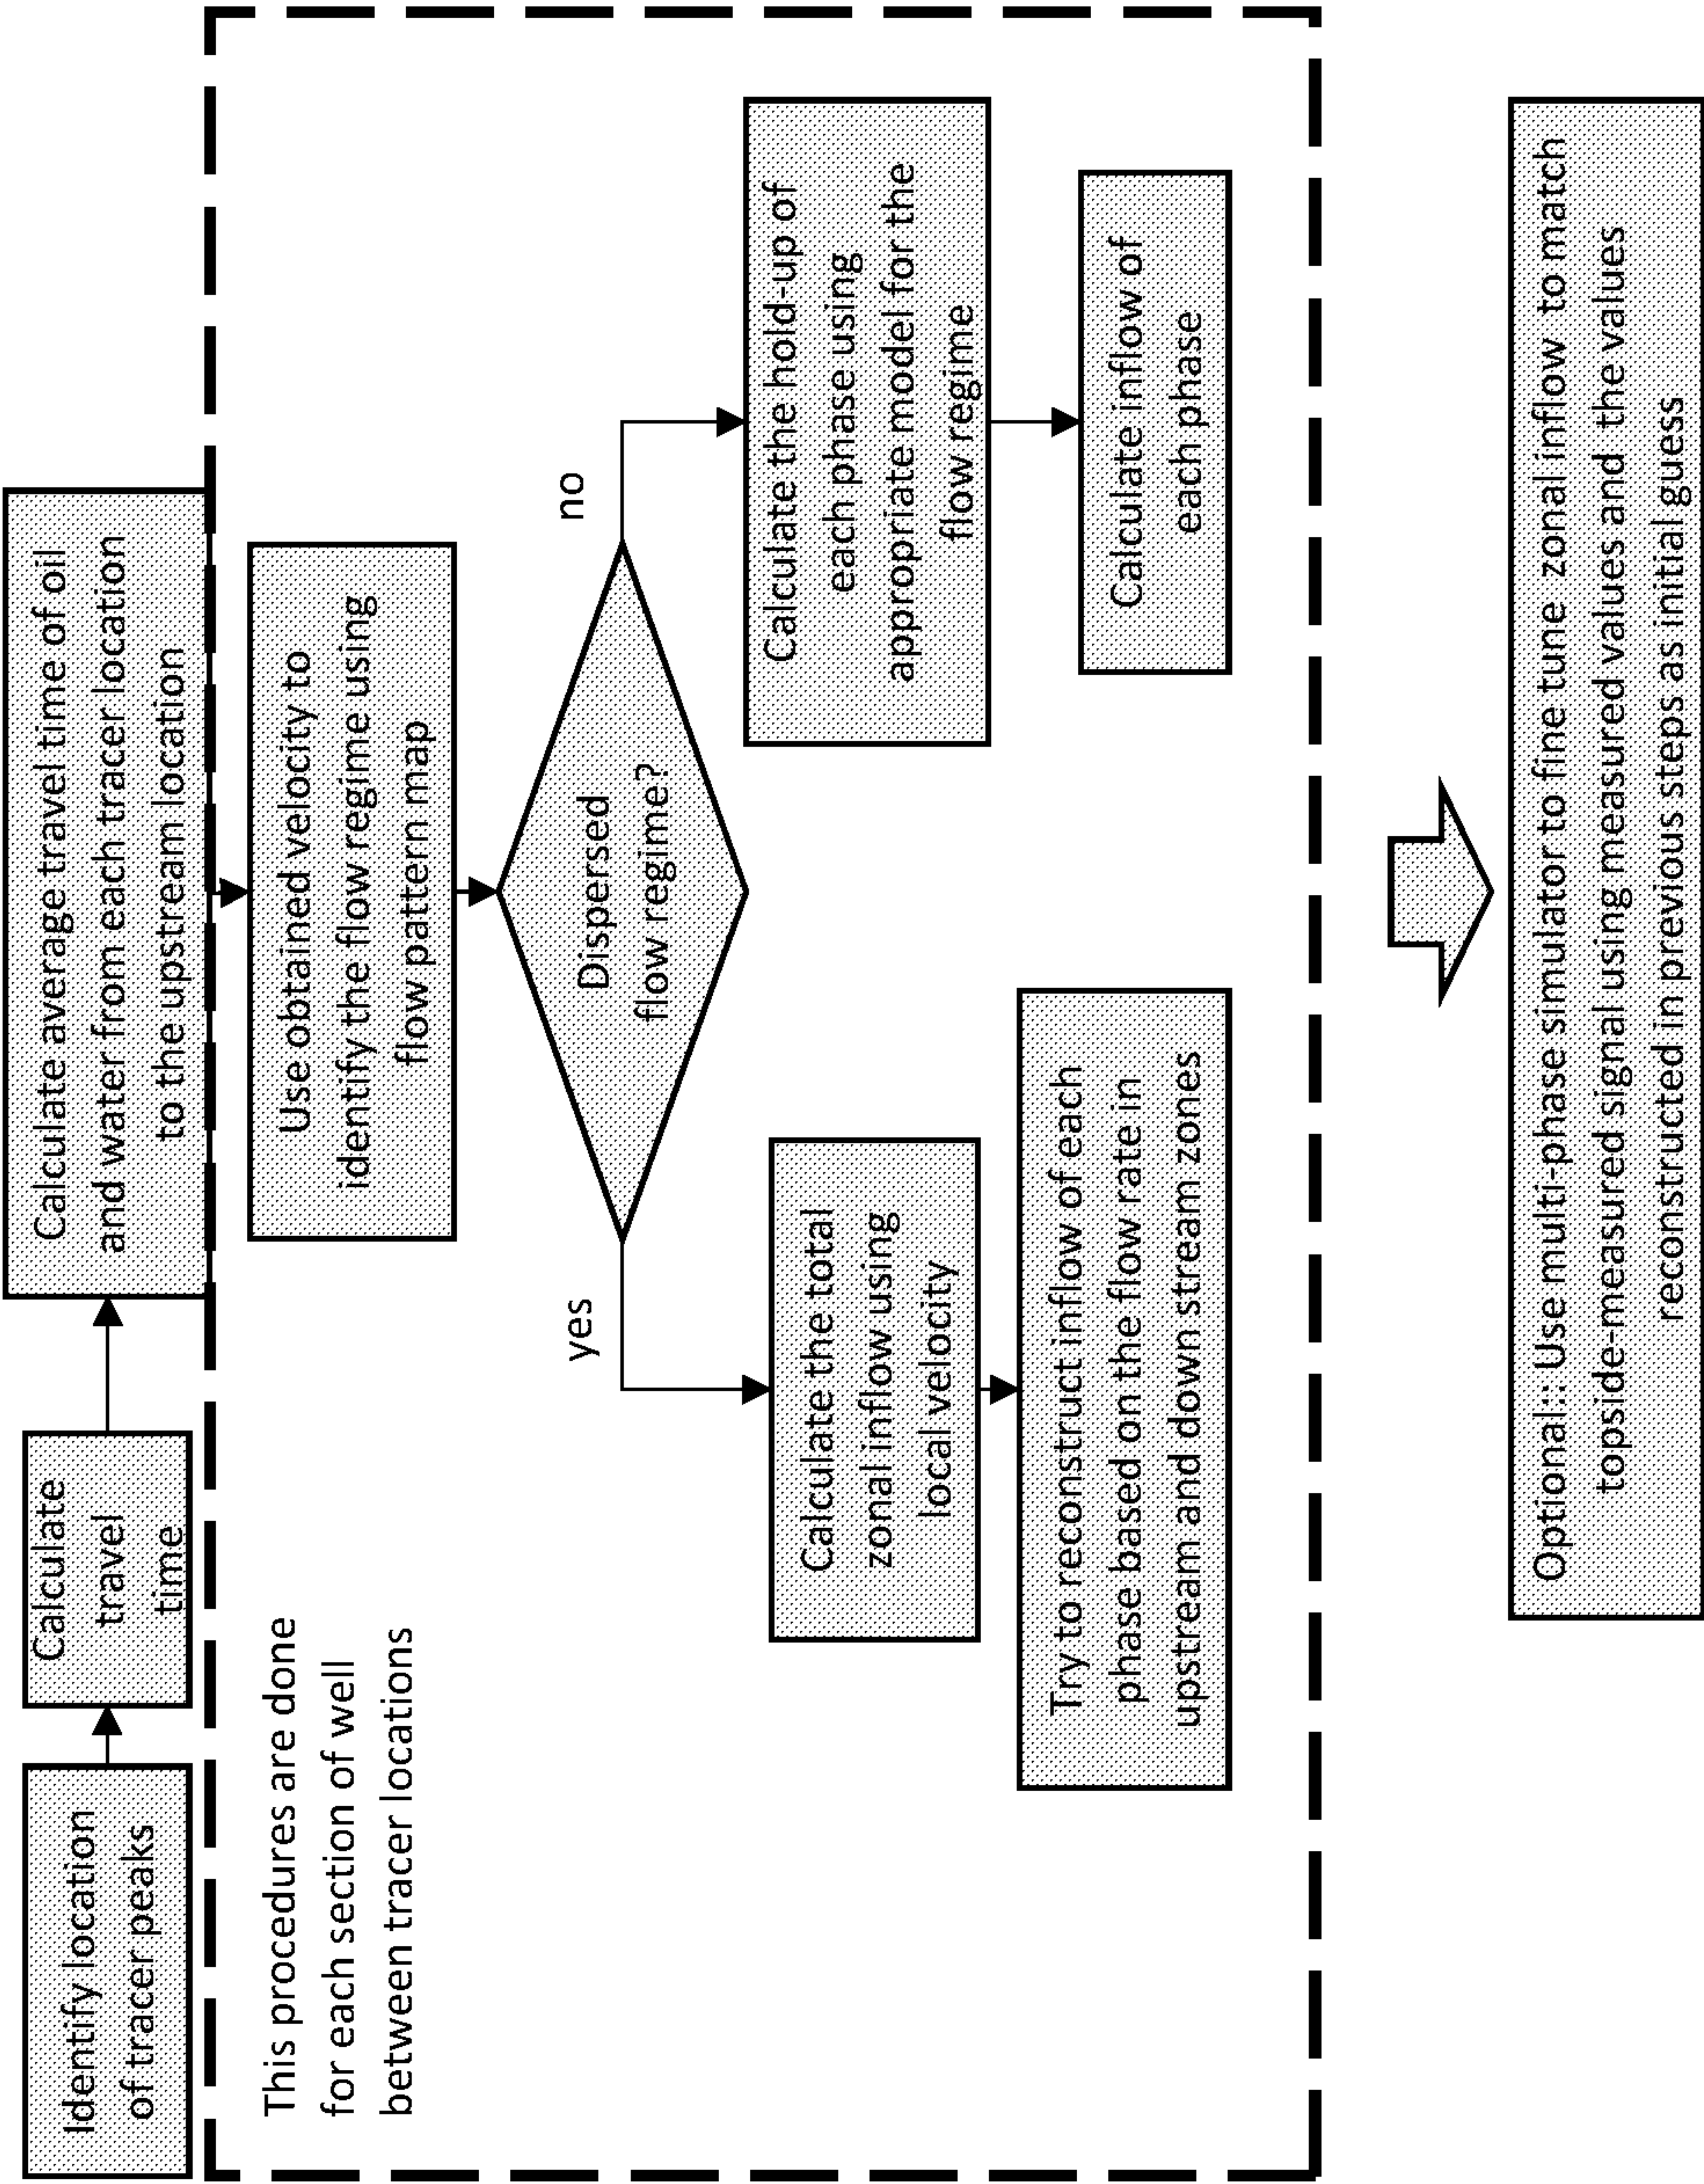 Identify location
of tracer peaks
Calculate
travel
time
Calculate average travel time of oil
and water from each tracer location
to the upstream location
This procedures are done
for each section of well
between tracer locations
Use obtained velocity to
identify the flow regime using
flow pattern map
Dispersed
flow regime?
yes
no
Calculate the total
zonal inflow using
local velocity
Try to reconstruct inflow of each
phase based on the flow rate in
upstream and down stream zones
Calculate the hold-up of
each phase using
appropriate model for the
flow regime
Calculate inflow of
each phase
Optional:: Use multi-phase simulator to fine tune zonal inflow to match
topside-measured signal using measured values and the values
reconstructed in previous steps as initial guess